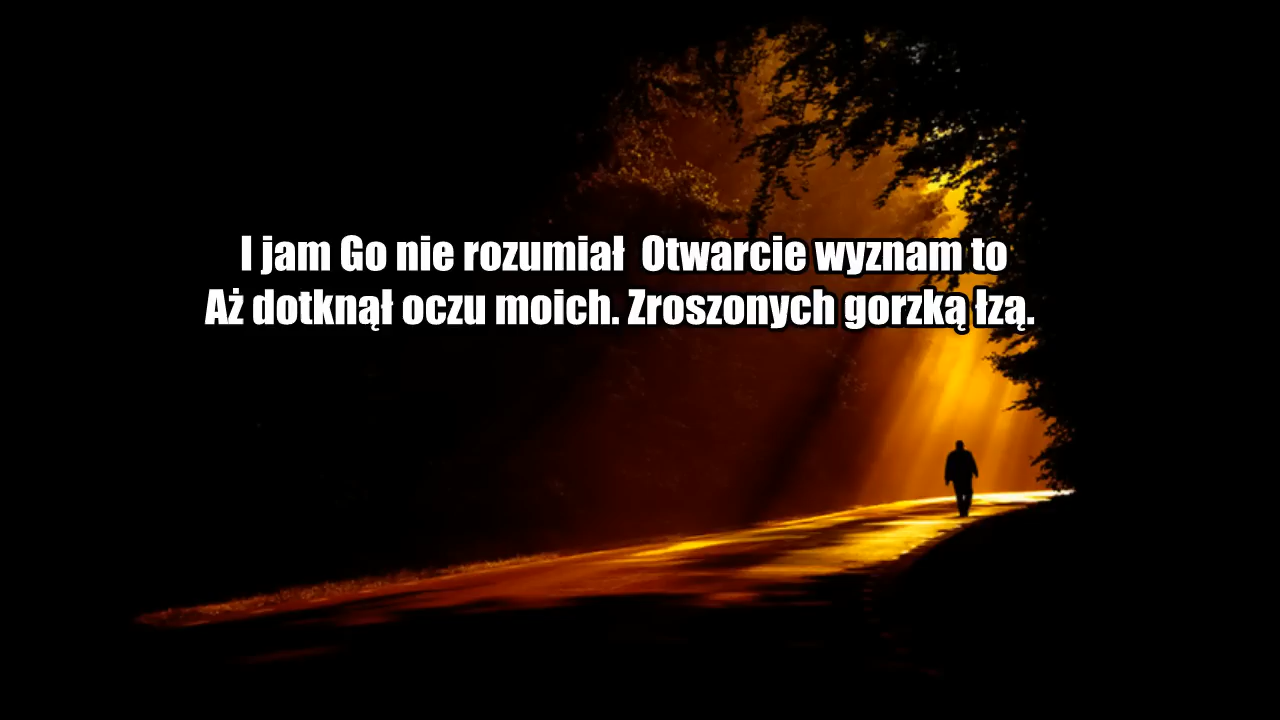 I jam Go nie rozumiał  Otwarcie wyznam to
Aż dotknął oczu moich. Zroszonych gorzką łzą.